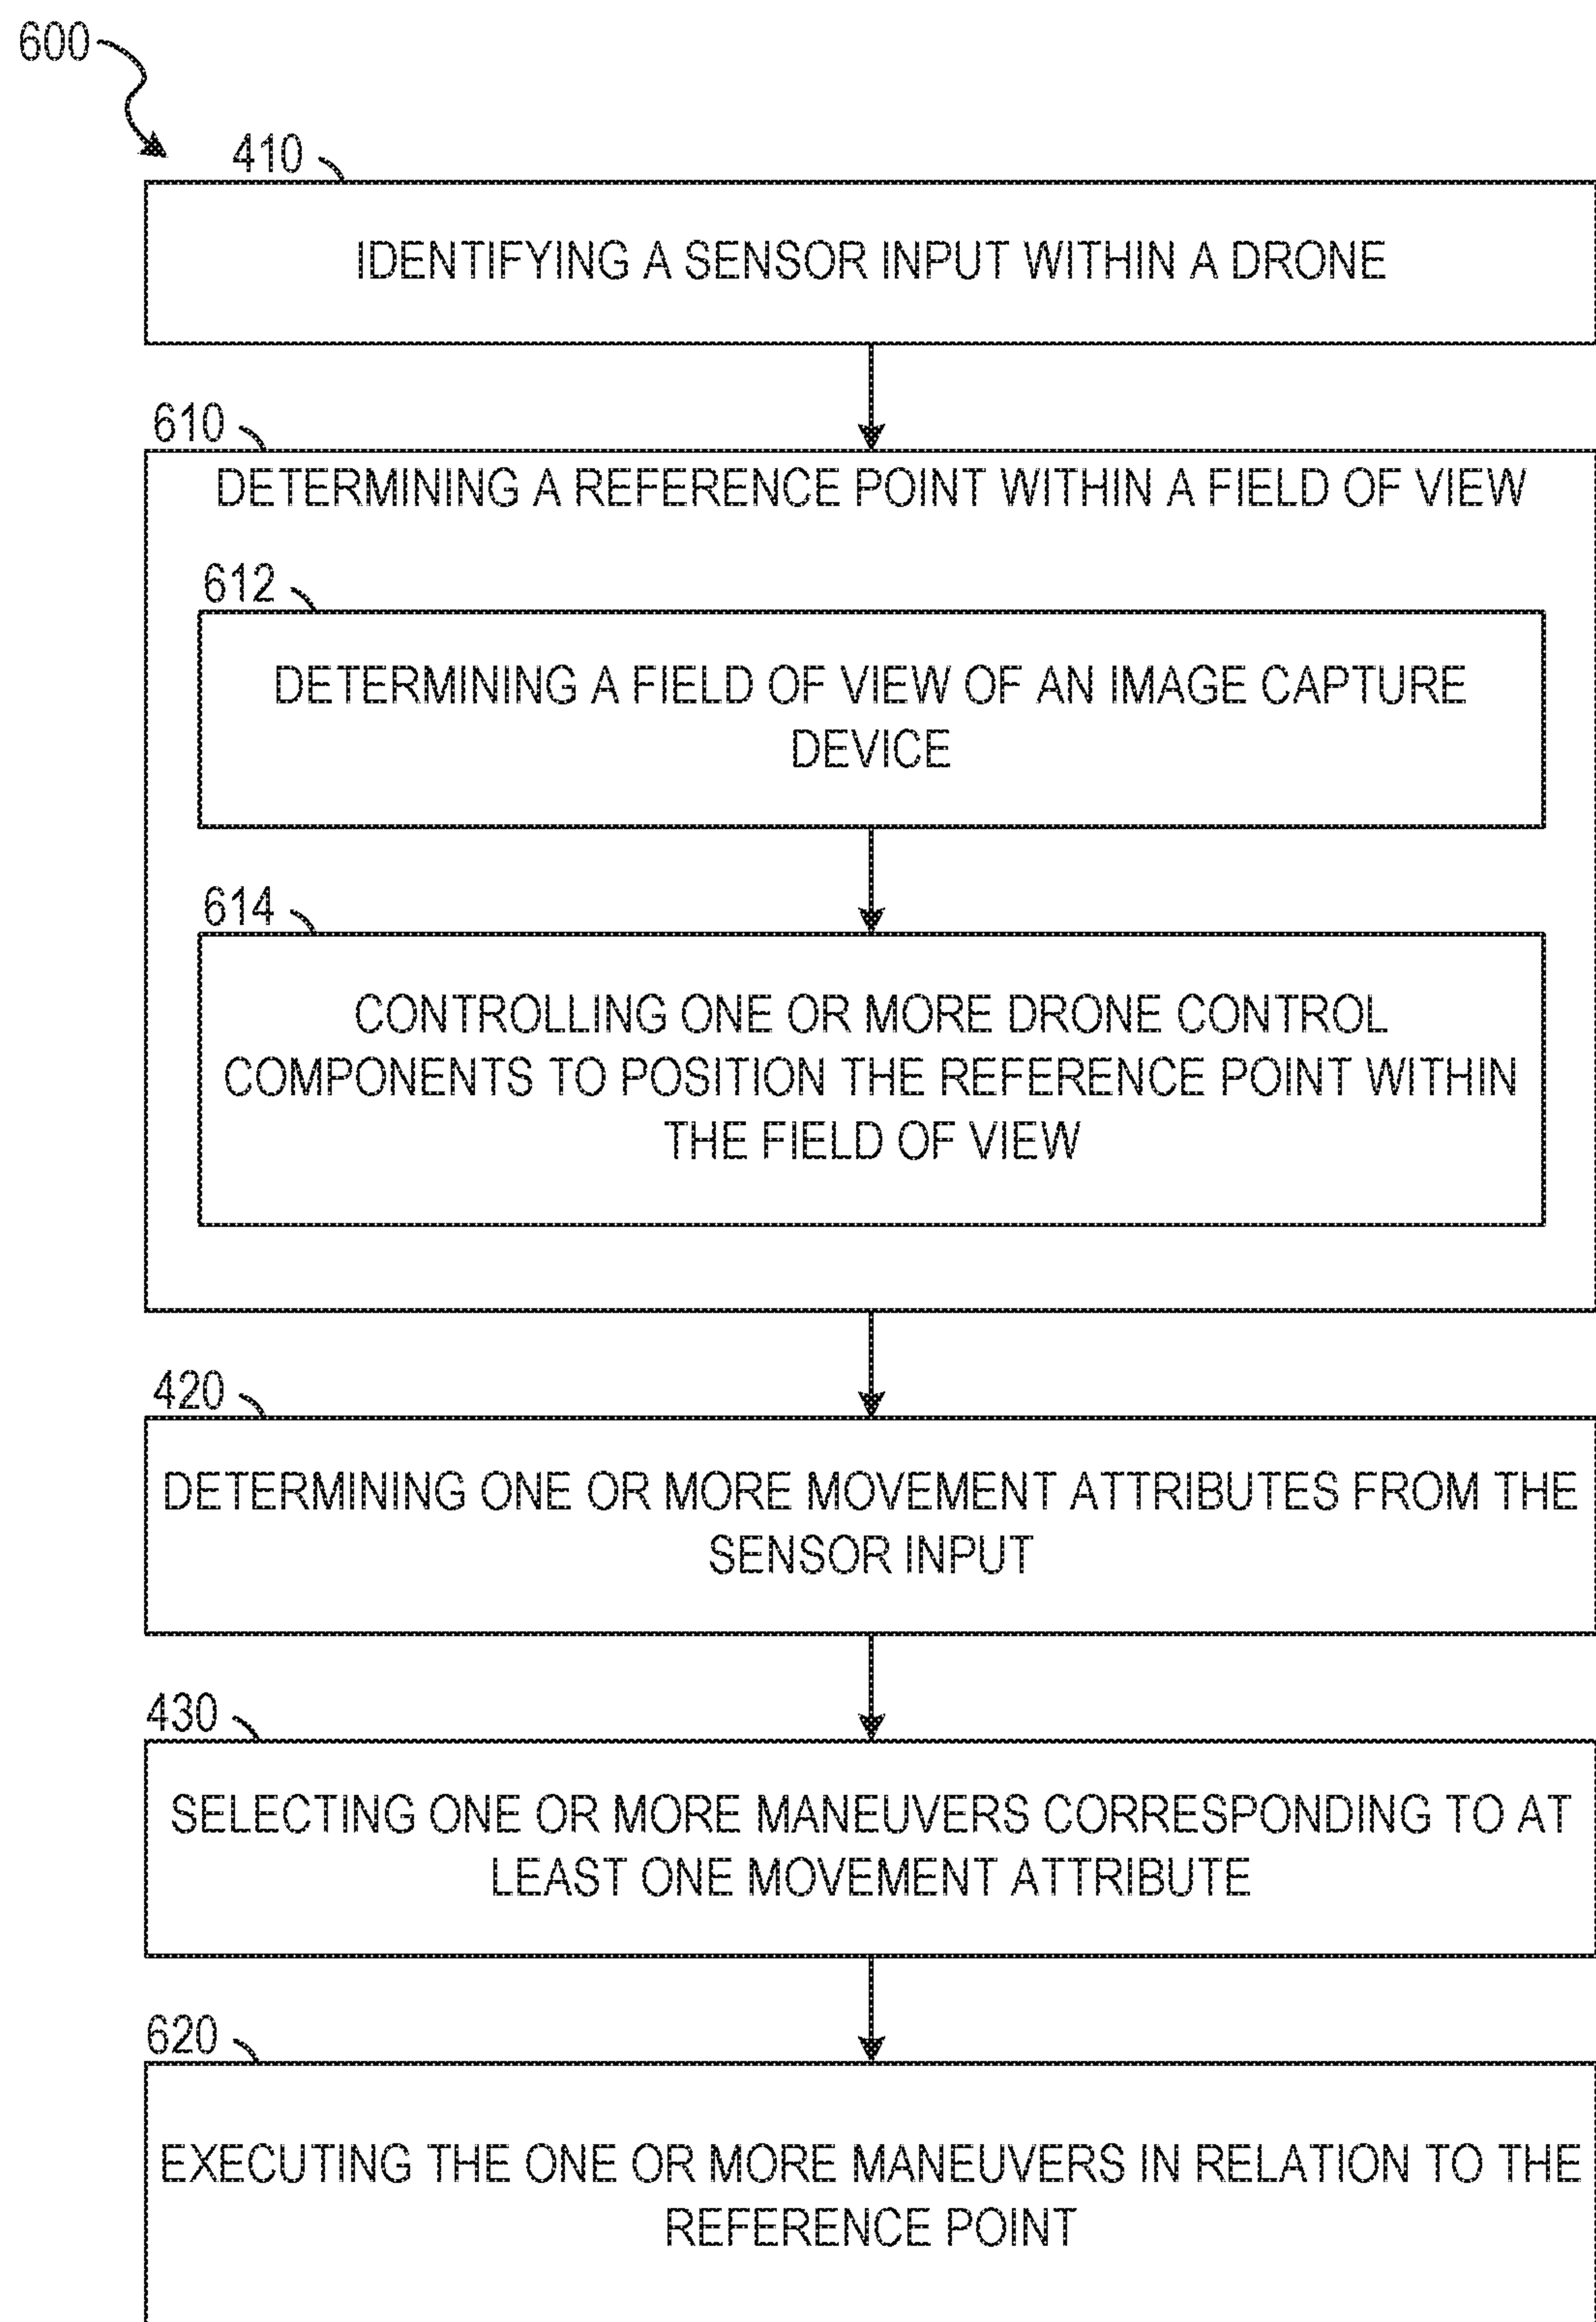 600
410
IDENTIFYING A SENSOR INPUT WITHIN A DRONE
610
DETERMINING A REFERENCE POINT WITHIN A FIELD OF VIEW
612
DETERMINING A FIELD OF VIEW OF AN IMAGE CAPTURE
DEVICE
614
CONTROLLING ONE OR MORE DRONE CONTROL
COMPONENTS TO POSITION THE REFERENCE POINT WITHIN
THE FIELD OF VIEW
420
DETERMINING ONE OR MORE MOVEMENT ATTRIBUTES FROM THE
SENSOR INPUT
430
SELECTING ONE OR MORE MANEUVERS CORRESPONDING TO AT
LEAST ONE MOVEMENT ATTRIBUTE
620
EXECUTING THE ONE OR MORE MANEUVERS IN RELATION TO THE
REFERENCE POINT